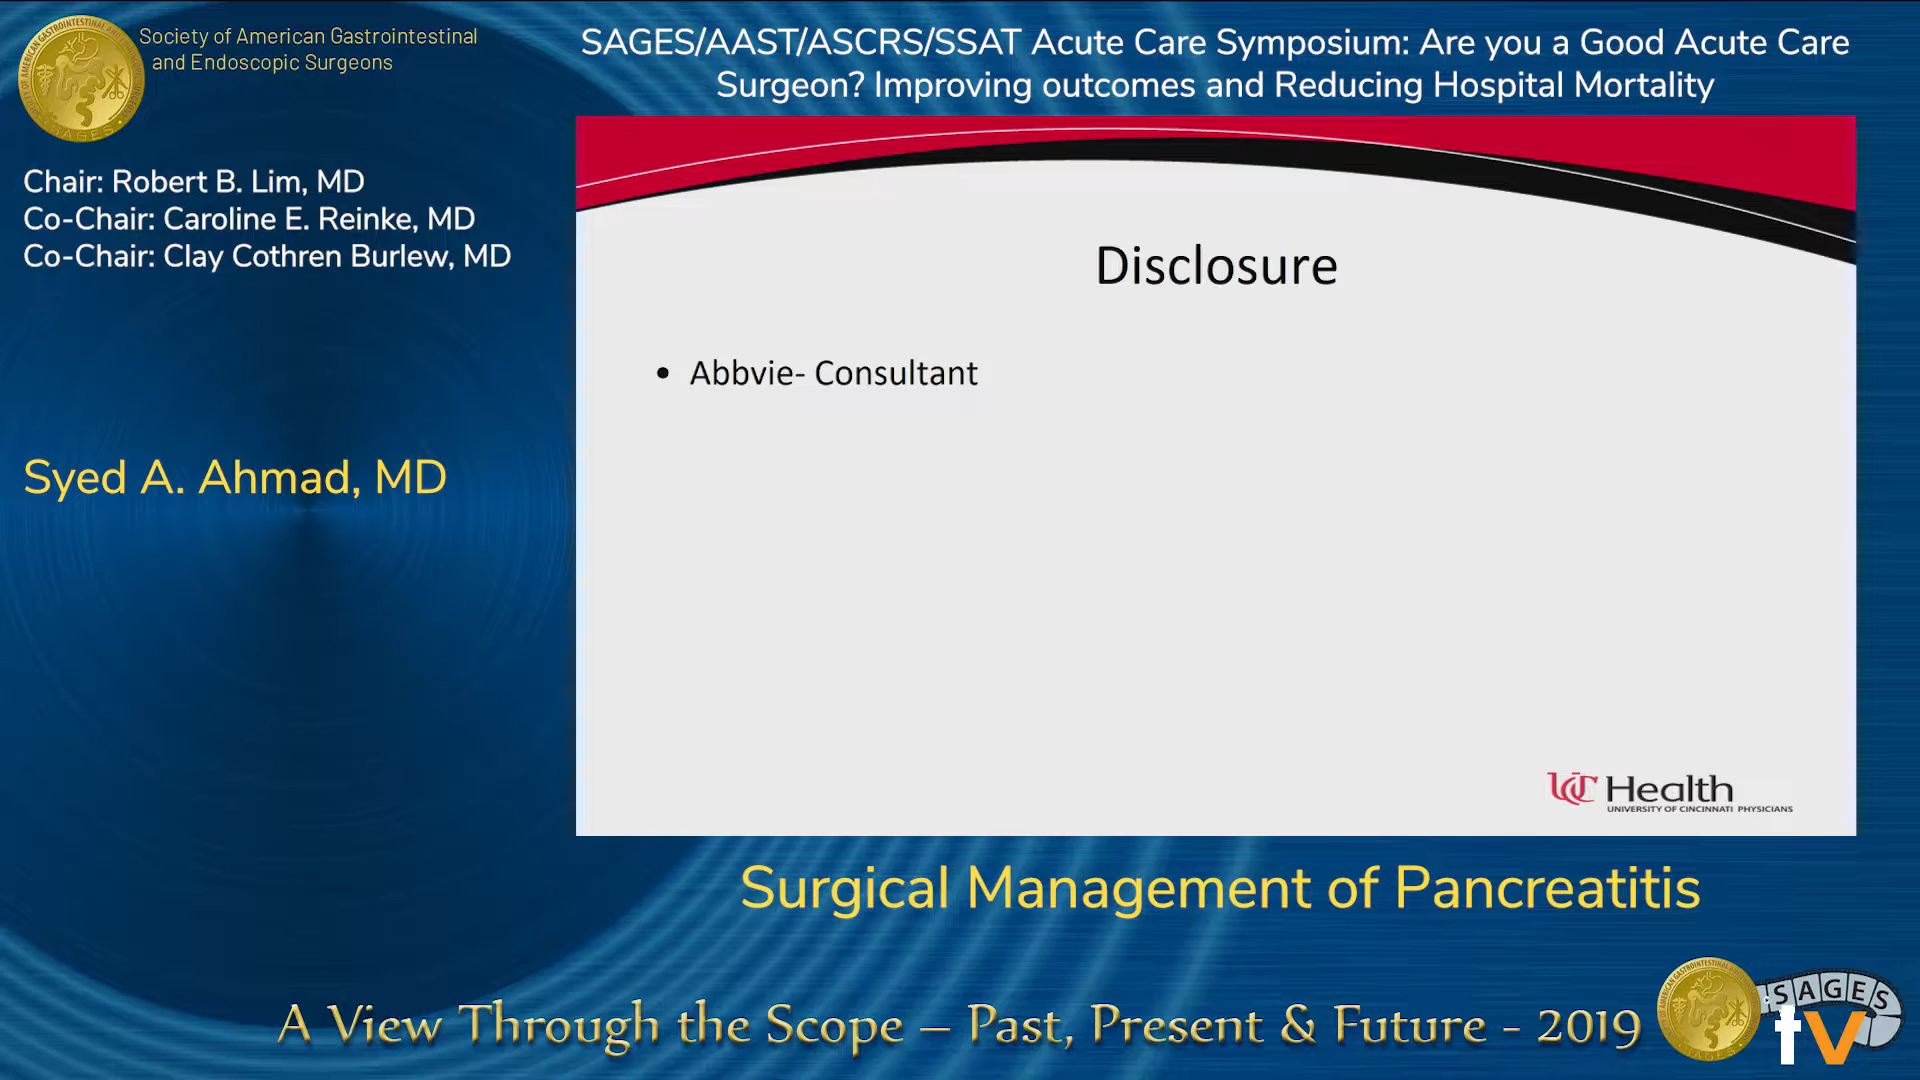 Society of American Gastrointestinal
and Endoscopic Surgeons
SAGES/AAST/ASCRS/SSAT Acute Care Symposium: Are you a Good Acute Care
Surgeon? Improving outcomes and Reducing Hospital Mortality
Chair: Robert B. Lim, MD
Co-Chair: Caroline E. Reinke, MD
Co-Chair: Clay Cothren Burlew, MD
Syed A. Ahmad, MD
Disclosure
• Abbvie- Consultant
UC Health
UNIVERSITY OF CINCINNATI PHYSICIANS
Surgical Management of Pancreatitis
A View Through the Scope – Past, Present & Future - 2019
SAGES
tv